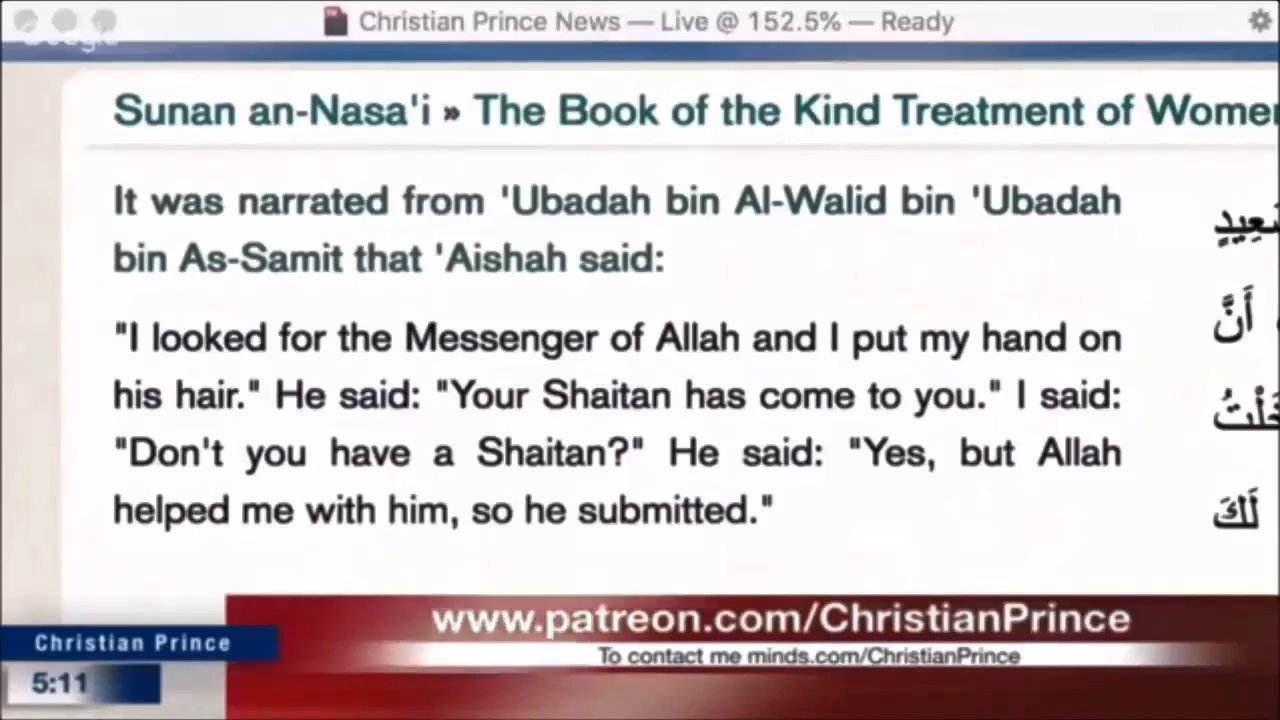 Christian Prince News — Live @ 152.5% — Ready
Google
Sunan an-Nasa'i » The Book of the Kind Treatment of
It was narrated from 'Ubadah bin Al-Walid bin 'Ubadah
bin As-Samit that 'Aishah said:
"I looked for the Messenger of Allah and I put my hand on
his hair." He said: "Your Shaitan has come to you." I said:
"Don't you have a Shaitan?" He said: "Yes, but Allah
helped me with him, so he submitted."
أَنَّ
لَكَ
www.patreon.com/ChristianPrince
To contact me minds.com/ChristianPrince
Christian Prince
5:11